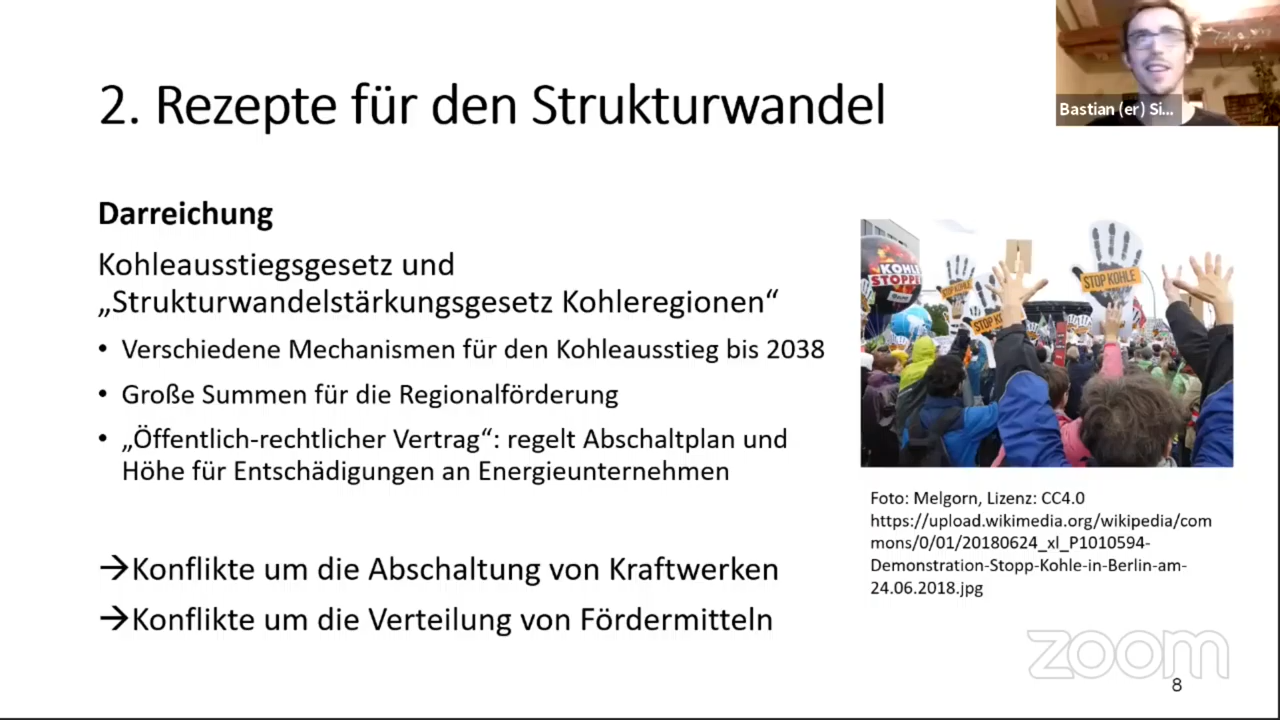 2. Rezepte für den Strukturwandel
Bastian (er) Si...
Darreichung
Kohleausstiegsgesetz und
„Strukturwandelstärkungsgesetz Kohleregionen“
• Verschiedene Mechanismen für den Kohleausstieg bis 2038
• Große Summen für die Regionalförderung
• „Öffentlich-rechtlicher Vertrag“: regelt Abschaltplan und
Höhe für Entschädigungen an Energieunternehmen
→Konflikte um die Abschaltung von Kraftwerken
→Konflikte um die Verteilung von Fördermitteln
KOHLE
STOPPEN
STOP KOHLE
STOP KOHLE
STOP KO
Foto: Melgorn, Lizenz: CC4.0
https://upload.wikimedia.org/wikipedia/com
mons/0/01/20180624_xl_P1010594-
Demonstration-Stopp-Kohle-in-Berlin-am-
24.06.2018.jpg
zoom
8